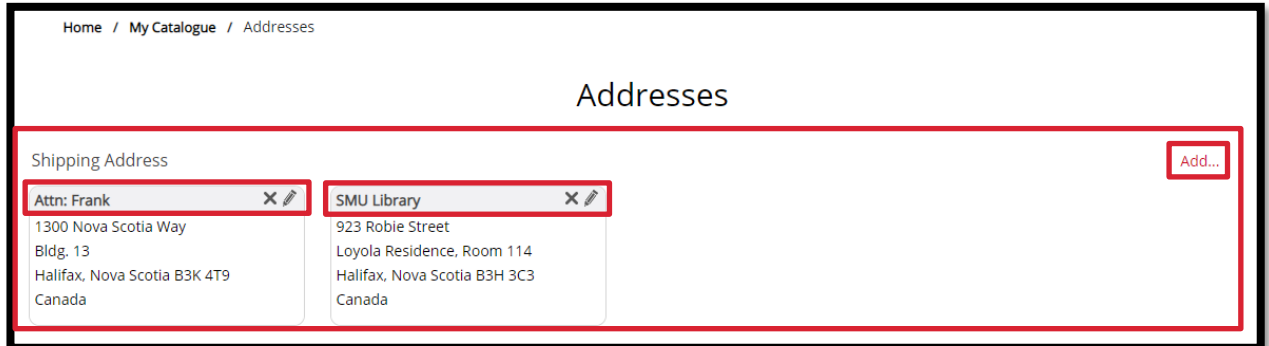 Home / My Catalogue / Addresses
Addresses
Shipping Address
Add...
Attn: Frank
1300 Nova Scotia Way
Bldg. 13
Halifax, Nova Scotia B3K 4T9
Canada
SMU Library
923 Robie Street
Loyola Residence, Room 114
Halifax, Nova Scotia B3H 3C3
Canada